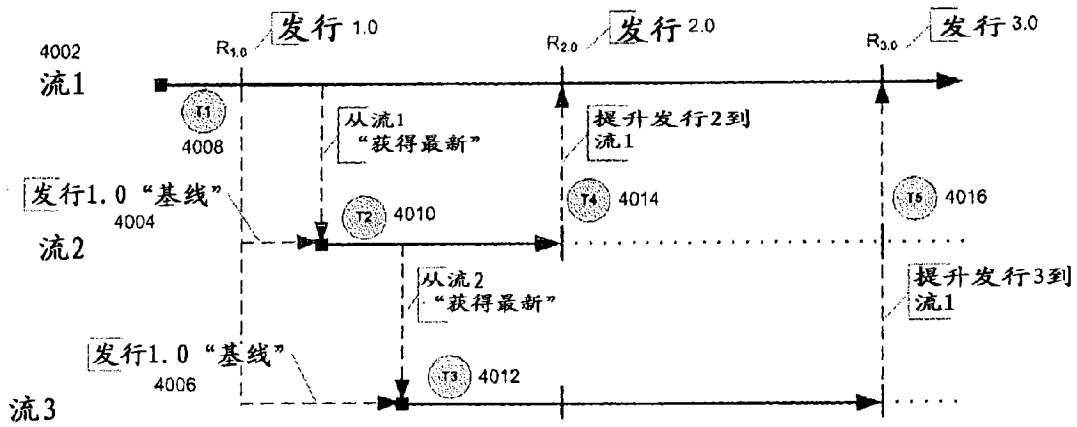 R1.0 发行 1.0
R2.0 发行 2.0
R3.0 发行 3.0
4002
流1
T1
4008
从流1
“获得最新”
提升发行2到
流1
发行1.0 “基线”
4004
T2 4010
T4 4014
T5 4016
流2
从流2
“获得最新”
提升发行3到
流1
发行1.0 “基线”
4006
T3 4012
流3